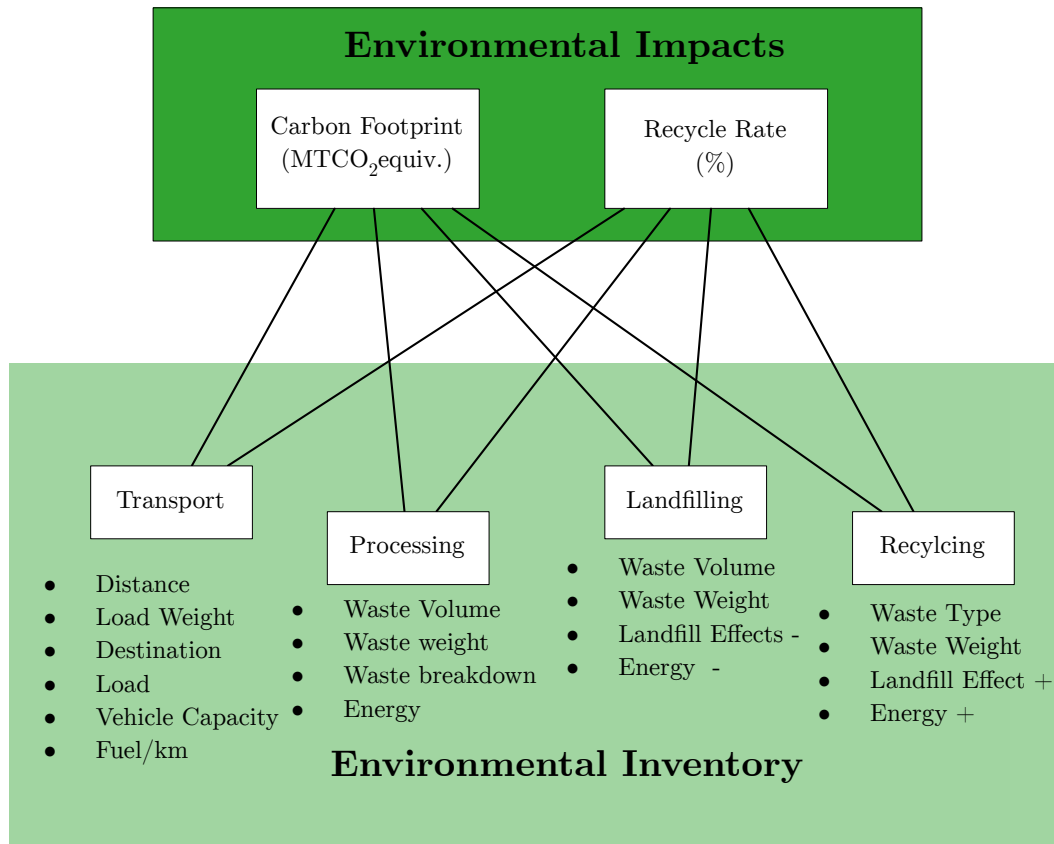 Environmental Impacts
Carbon Footprint
(MTCO₂equiv.)
Recycle Rate
(%)
Transport
• Distance
• Load Weight
• Destination
• Load
• Vehicle Capacity
• Fuel/km
Processing
• Waste Volume
• Waste weight
• Waste breakdown
• Energy
Landfilling
• Waste Volume
• Waste Weight
• Landfill Effects -
• Energy -
Recylcing
• Waste Type
• Waste Weight
• Landfill Effect +
• Energy +
Environmental Inventory